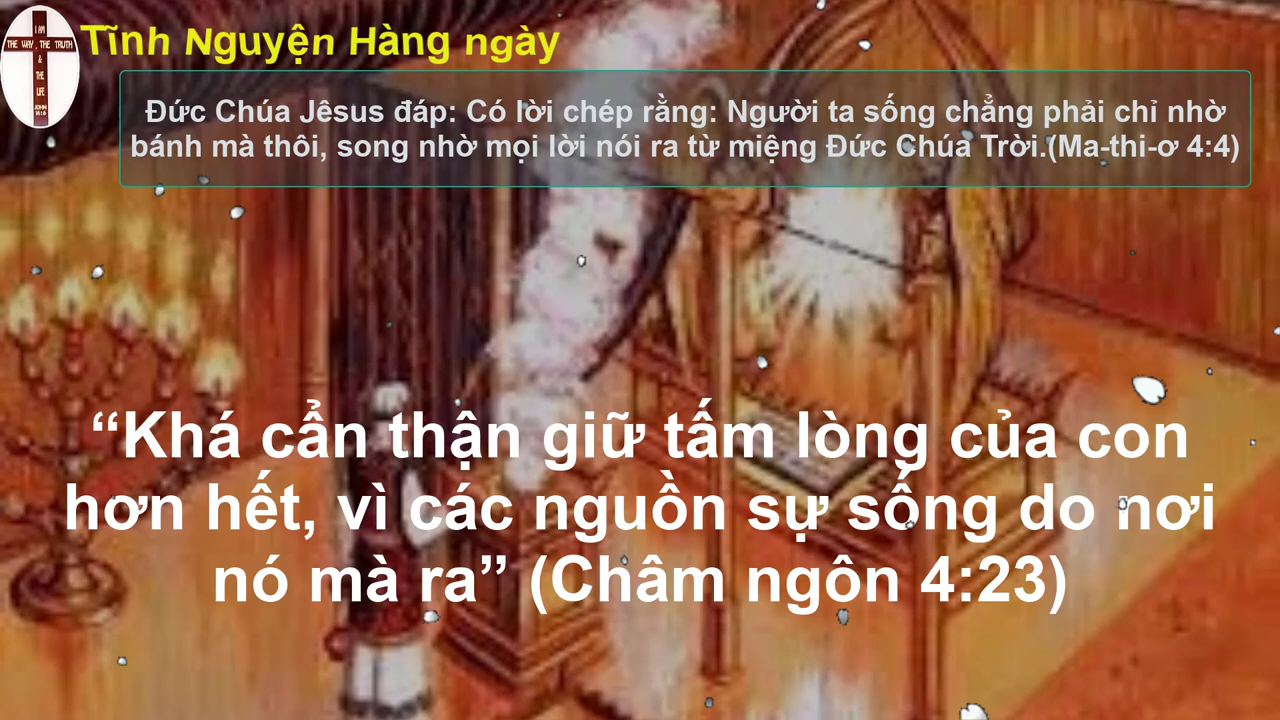 I AM
THE WAY, THE TRUTH
&
THE
LIFE
JOHN
14:6
Tĩnh Nguyện Hàng ngày
Đức Chúa Jêsus đáp: Có lời chép rằng: Người ta sống chẳng phải chỉ nhờ
bánh mà thôi, song nhờ mọi lời nói ra từ miệng Đức Chúa Trời.(Ma-thi-ơ 4:4)
“Khá cẩn thận giữ tấm lòng của con
hơn hết, vì các nguồn sự sống do nơi
nó mà ra” (Châm ngôn 4:23)